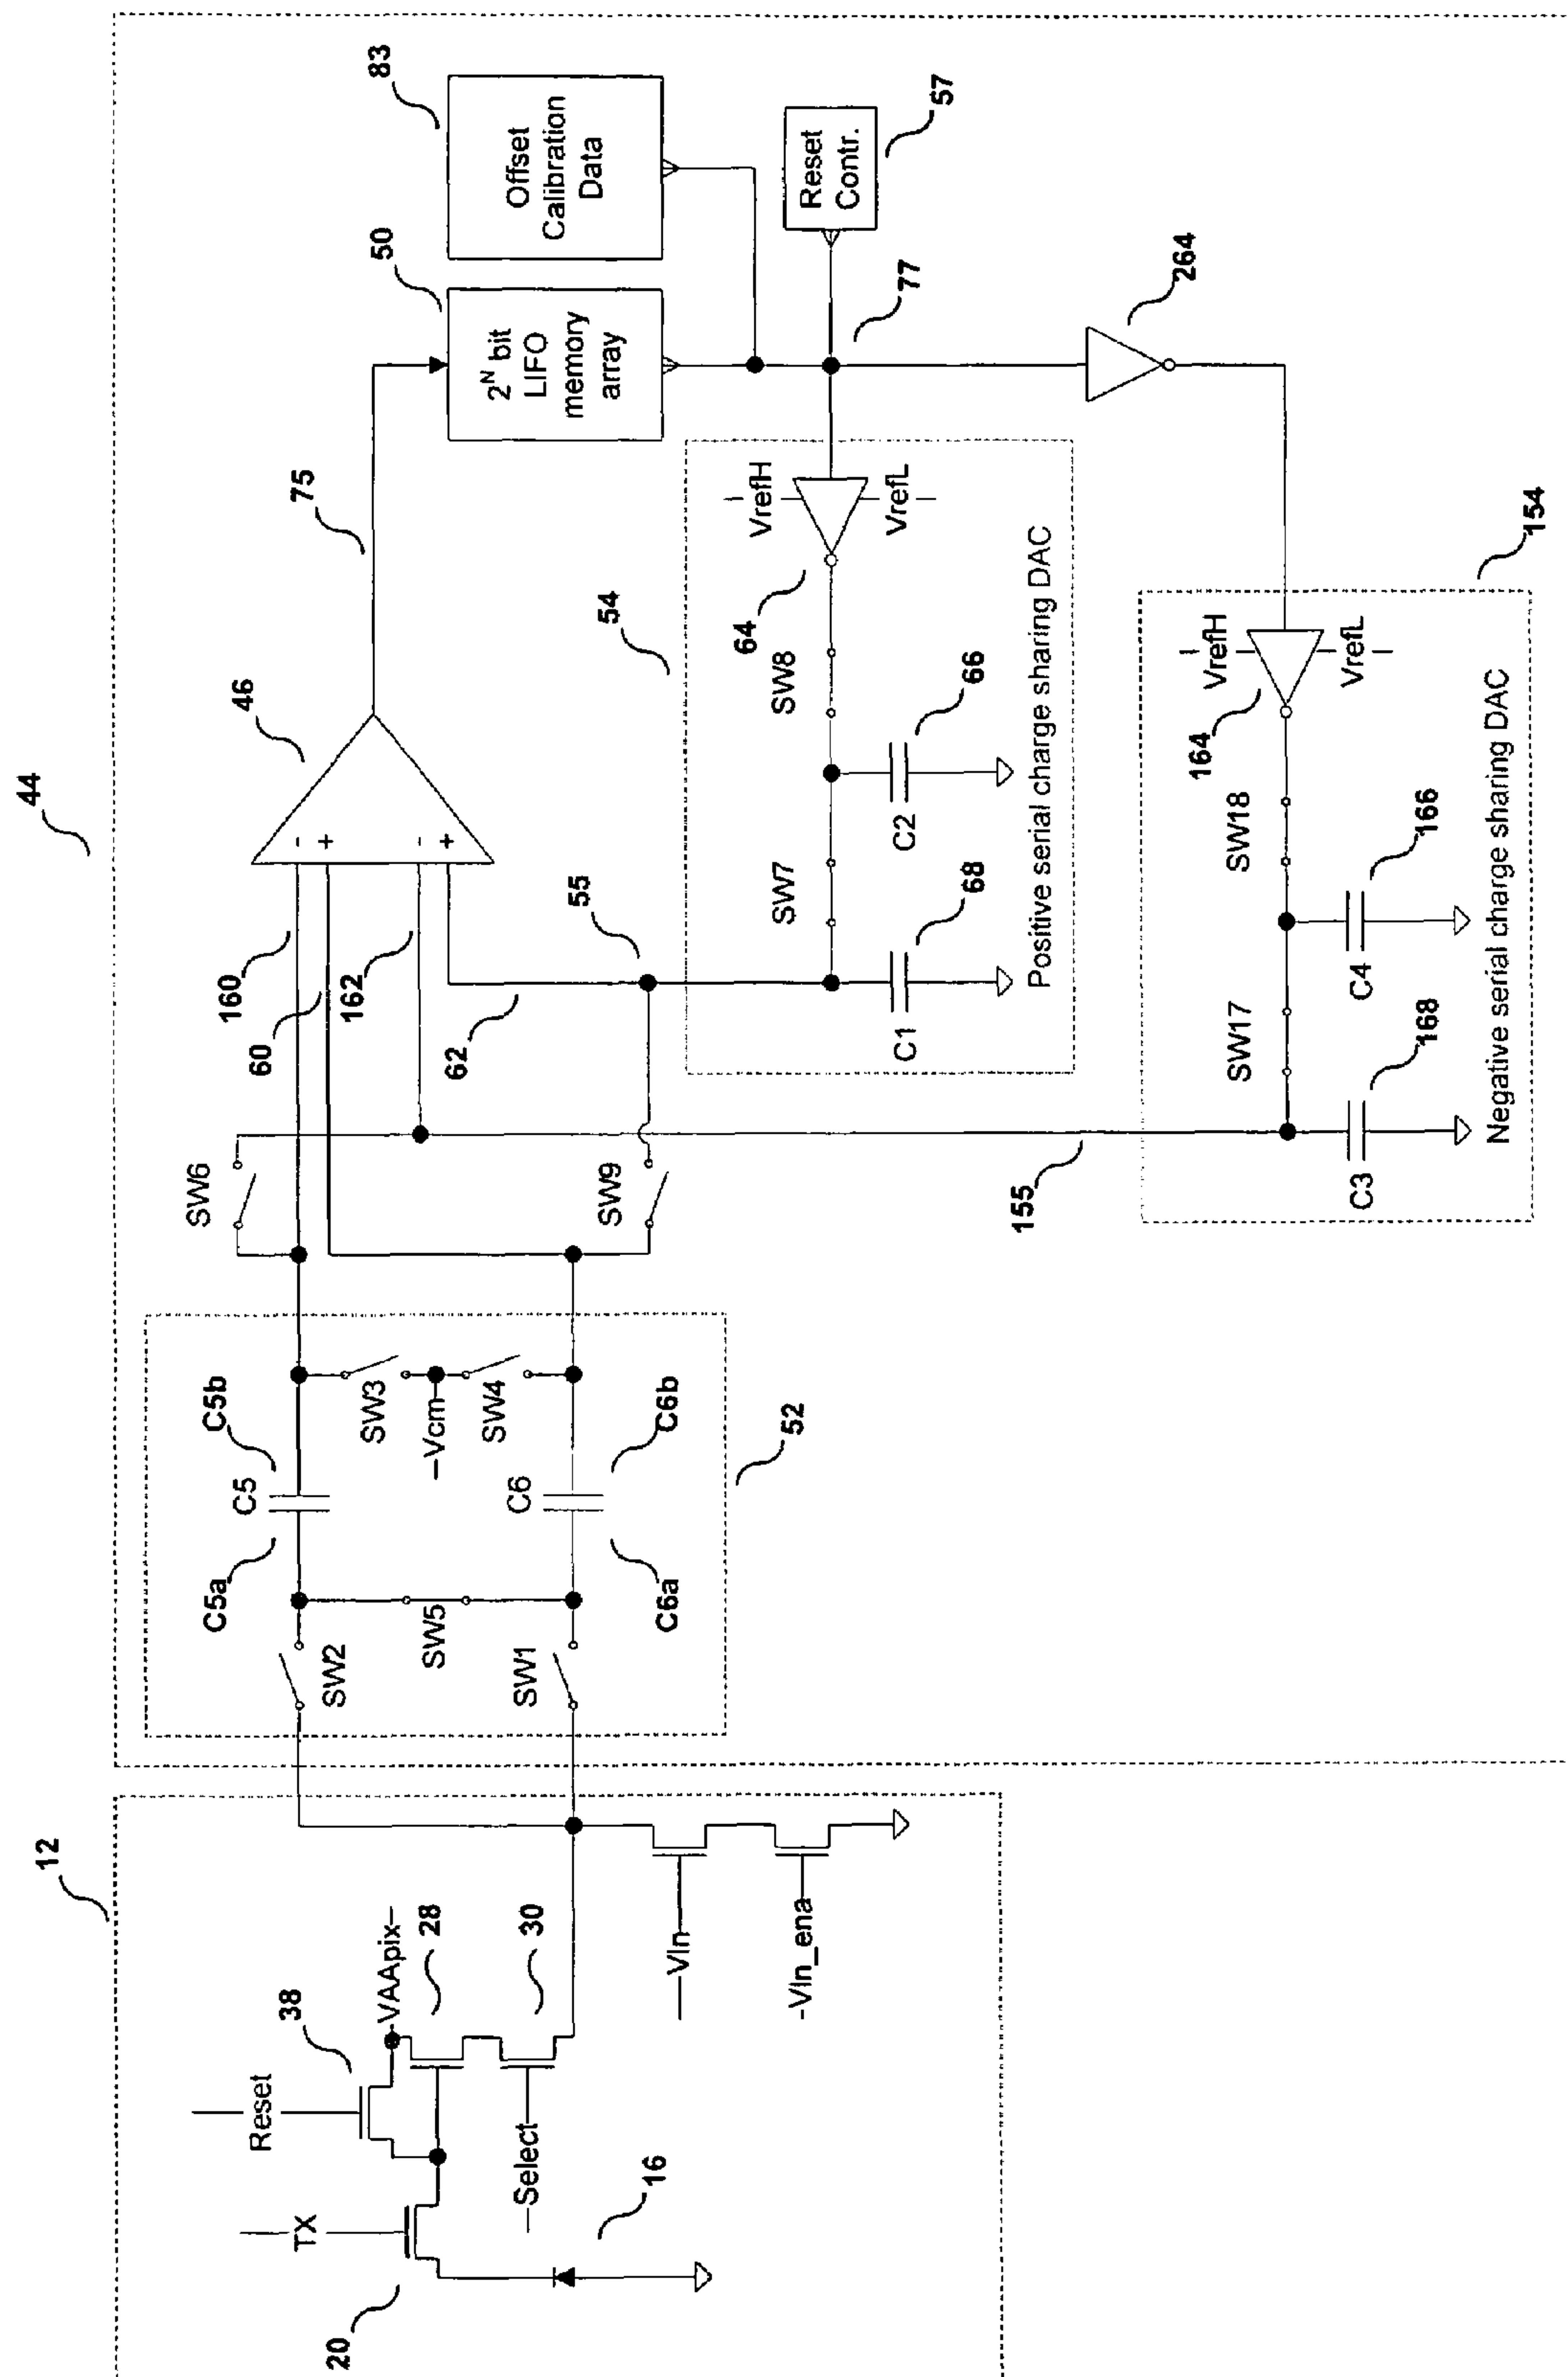 12
44
Reset
38
TX
20
-VAApix-
28
30
-Select
16
-Vln
-Vln_ena
SW2
SW1
SW5
C5a
C5
C5b
C6a
C6
C6b
SW3
-Vcm
SW4
52
SW6
SW9
160
60
162
62
55
155
46
-
+
-
+
75
50
2N bit
LIFO
memory
array
83
Offset
Calibration
Data
Reset
Contr.
57
77
264
54
VrefH
VrefL
64
SW8
66
C2
SW7
68
C1
Positive serial charge sharing DAC
154
VrefH
VrefL
164
SW18
166
C4
SW17
168
C3
Negative serial charge sharing DAC